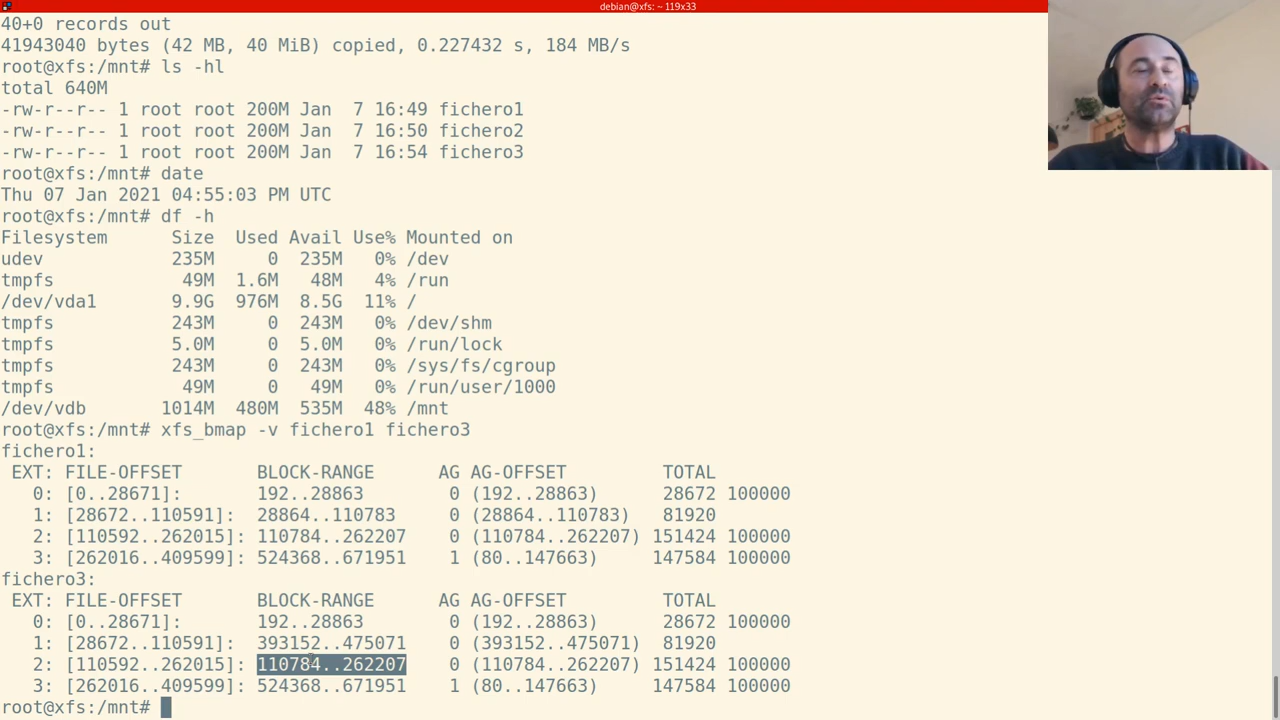 debian@xfs: ~ 119x33
40+0 records out
41943040 bytes (42 MB, 40 MiB) copied, 0.227432 s, 184 MB/s
root@xfs:/mnt# ls -hl
total 640M
-rw-r--r-- 1 root root 200M Jan  7 16:49 fichero1
-rw-r--r-- 1 root root 200M Jan  7 16:50 fichero2
-rw-r--r-- 1 root root 200M Jan  7 16:54 fichero3
root@xfs:/mnt# date
Thu 07 Jan 2021 04:55:03 PM UTC
root@xfs:/mnt# df -h
Filesystem      Size  Used Avail Use% Mounted on
udev            235M     0  235M   0% /dev
tmpfs            49M  1.6M   48M   4% /run
/dev/vda1       9.9G  976M  8.5G  11% /
tmpfs           243M     0  243M   0% /dev/shm
tmpfs           5.0M     0  5.0M   0% /run/lock
tmpfs           243M     0  243M   0% /sys/fs/cgroup
tmpfs            49M     0   49M   0% /run/user/1000
/dev/vdb       1014M  480M  535M  48% /mnt
root@xfs:/mnt# xfs_bmap -v fichero1 fichero3
fichero1:
 EXT: FILE-OFFSET       BLOCK-RANGE      AG AG-OFFSET         TOTAL
   0: [0..28671]:       192..28863        0 (192..28863)      28672 100000
   1: [28672..110591]:  28864..110783     0 (28864..110783)   81920
   2: [110592..262015]: 110784..262207    0 (110784..262207) 151424 100000
   3: [262016..409599]: 524368..671951    1 (80..147663)     147584 100000
fichero3:
 EXT: FILE-OFFSET       BLOCK-RANGE      AG AG-OFFSET         TOTAL
   0: [0..28671]:       192..28863        0 (192..28863)      28672 100000
   1: [28672..110591]:  393152..475071    0 (393152..475071)  81920
   2: [110592..262015]: 110784..262207    0 (110784..262207) 151424 100000
   3: [262016..409599]: 524368..671951    1 (80..147663)     147584 100000
root@xfs:/mnt#